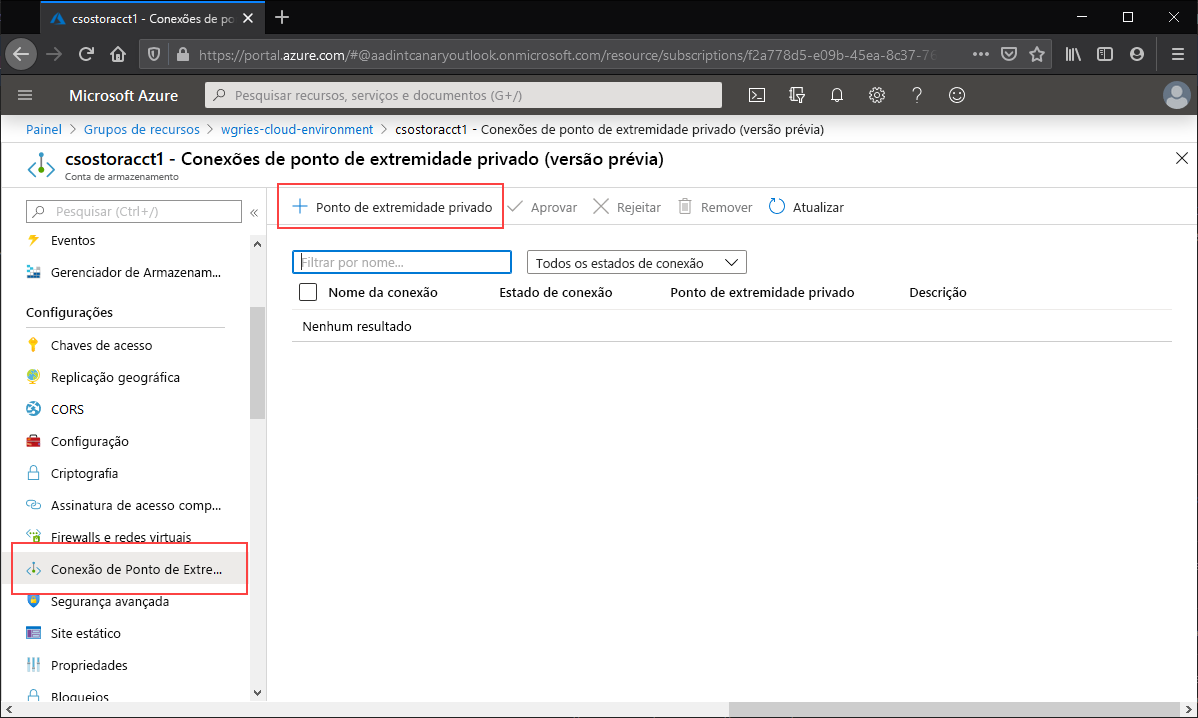 csostoracct1 - Conexões de po
https://portal.azure.com/#@aadintcanaryoutlook.onmicrosoft.com/resource/subscriptions/f2a778d5-e09b-45ea-8c37-76
Microsoft Azure
Pesquisar recursos, serviços e documentos (G+/)
Painel > Grupos de recursos > wgries-cloud-environment > csostoracct1 - Conexões de ponto de extremidade privado (versão prévia)
csostoracct1 - Conexões de ponto de extremidade privado (versão prévia)
Conta de armazenamento
Pesquisar (Ctrl+/)
Eventos
Gerenciador de Armazenam...
Configurações
Chaves de acesso
Replicação geográfica
CORS
Configuração
Criptografia
Assinatura de acesso comp...
Firewalls e redes virtuais
Conexão de Ponto de Extre...
Segurança avançada
Site estático
Propriedades
Bloqueios
Ponto de extremidade privado Aprovar Rejeitar Remover Atualizar
Filtrar por nome... Todos os estados de conexão
Nome da conexão Estado de conexão Ponto de extremidade privado Descrição
Nenhum resultado